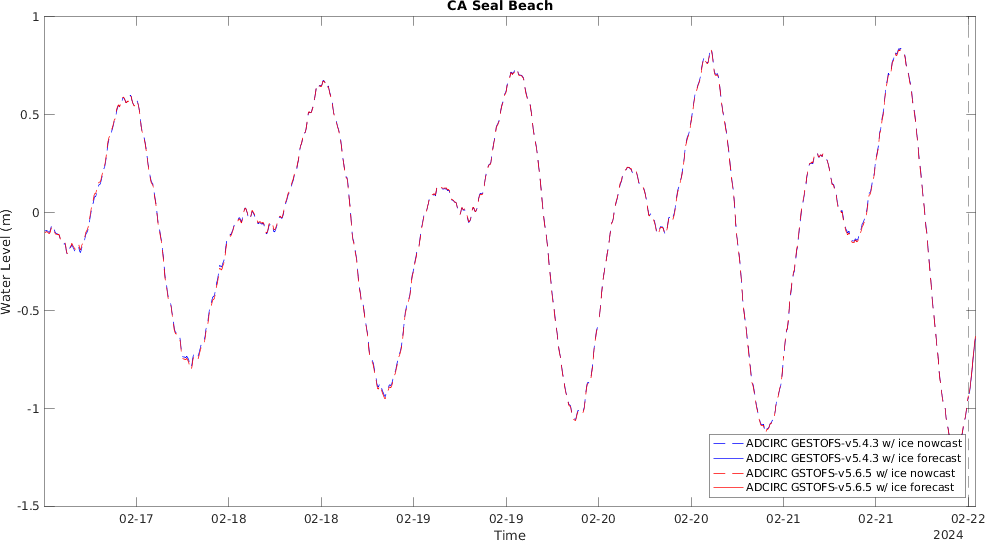 CA Seal Beach
1
0.5
0
-0.5
-1
-1.5
Water Level (m)
02-17
02-18
02-18
02-19
02-19
02-20
02-20
02-21
02-21
02-22
2024
Time
ADCIRC GESTOFS-v5.4.3 w/ ice nowcast
ADCIRC GESTOFS-v5.4.3 w/ ice forecast
ADCIRC GSTOFS-v5.6.5 w/ ice nowcast
ADCIRC GSTOFS-v5.6.5 w/ ice forecast